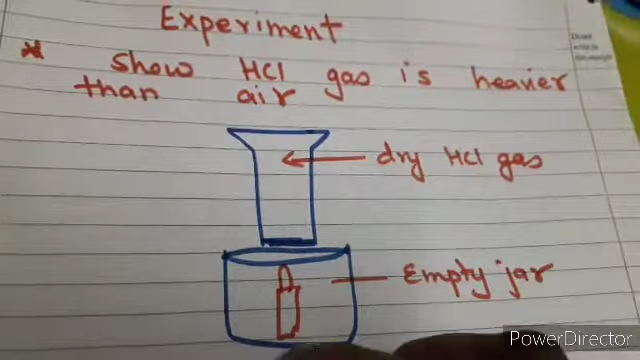 Experiment
* show HCl gas is heavier
than air
dry HCl gas
Empty jar
PowerDirector